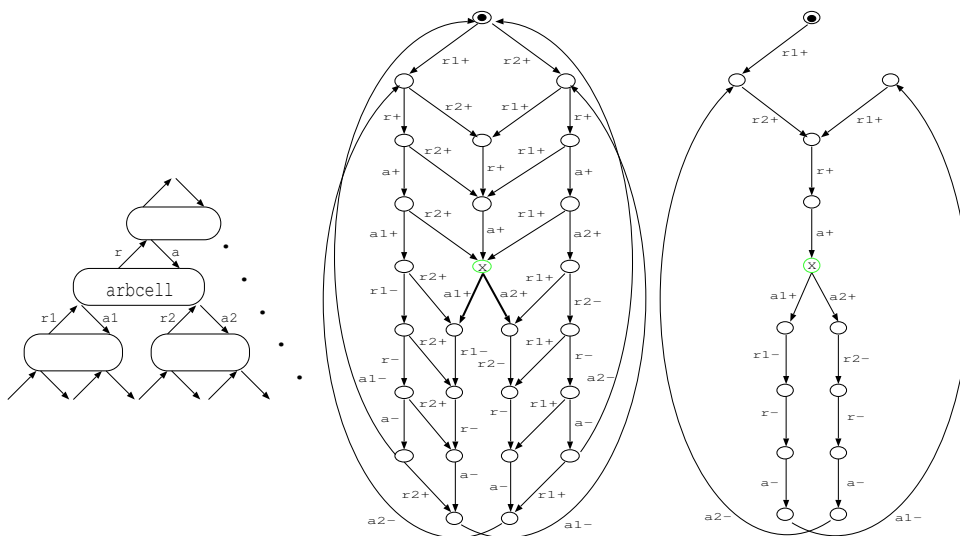 r1+ r2+
r+ r2+ r1+ r+
r2+ r+ r1+
a+ a+
r2+ a+ r1+
a1+ a2+
r2+ a1+ a2+ r1+
r1- r2-
r2+ r1- r2- r1+
r- r-
a1- r2+ r1+ a2-
a- r- r- a-
r2+ a- a- r1+
a2- a1-
r1+
r2+ r1+
r+
a+
X
a1+ a2+
r1- r2-
r- r-
a- a-
a2- a1-
X
r a
arbcell
r1 a1 r2 a2